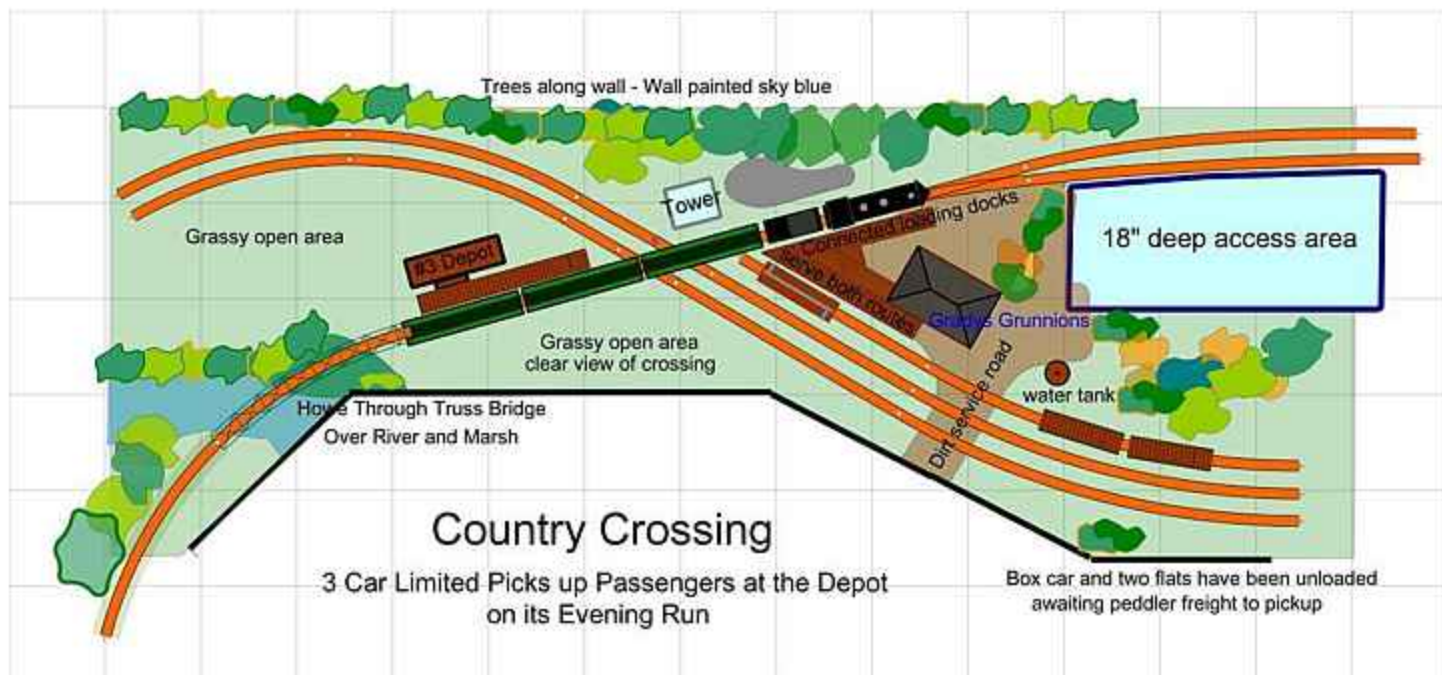 Trees along wall - Wall painted sky blue
Tower
Connected loading docks
serve both routes
Grassy open area
#3 Depot
18" deep access area
Gradys Grunnions
Grassy open area
clear view of crossing
water tank
Dirt service road
Howe Through Truss Bridge
Over River and Marsh
Country Crossing
3 Car Limited Picks up Passengers at the Depot
on its Evening Run
Box car and two flats have been unloaded
awaiting peddler freight to pickup